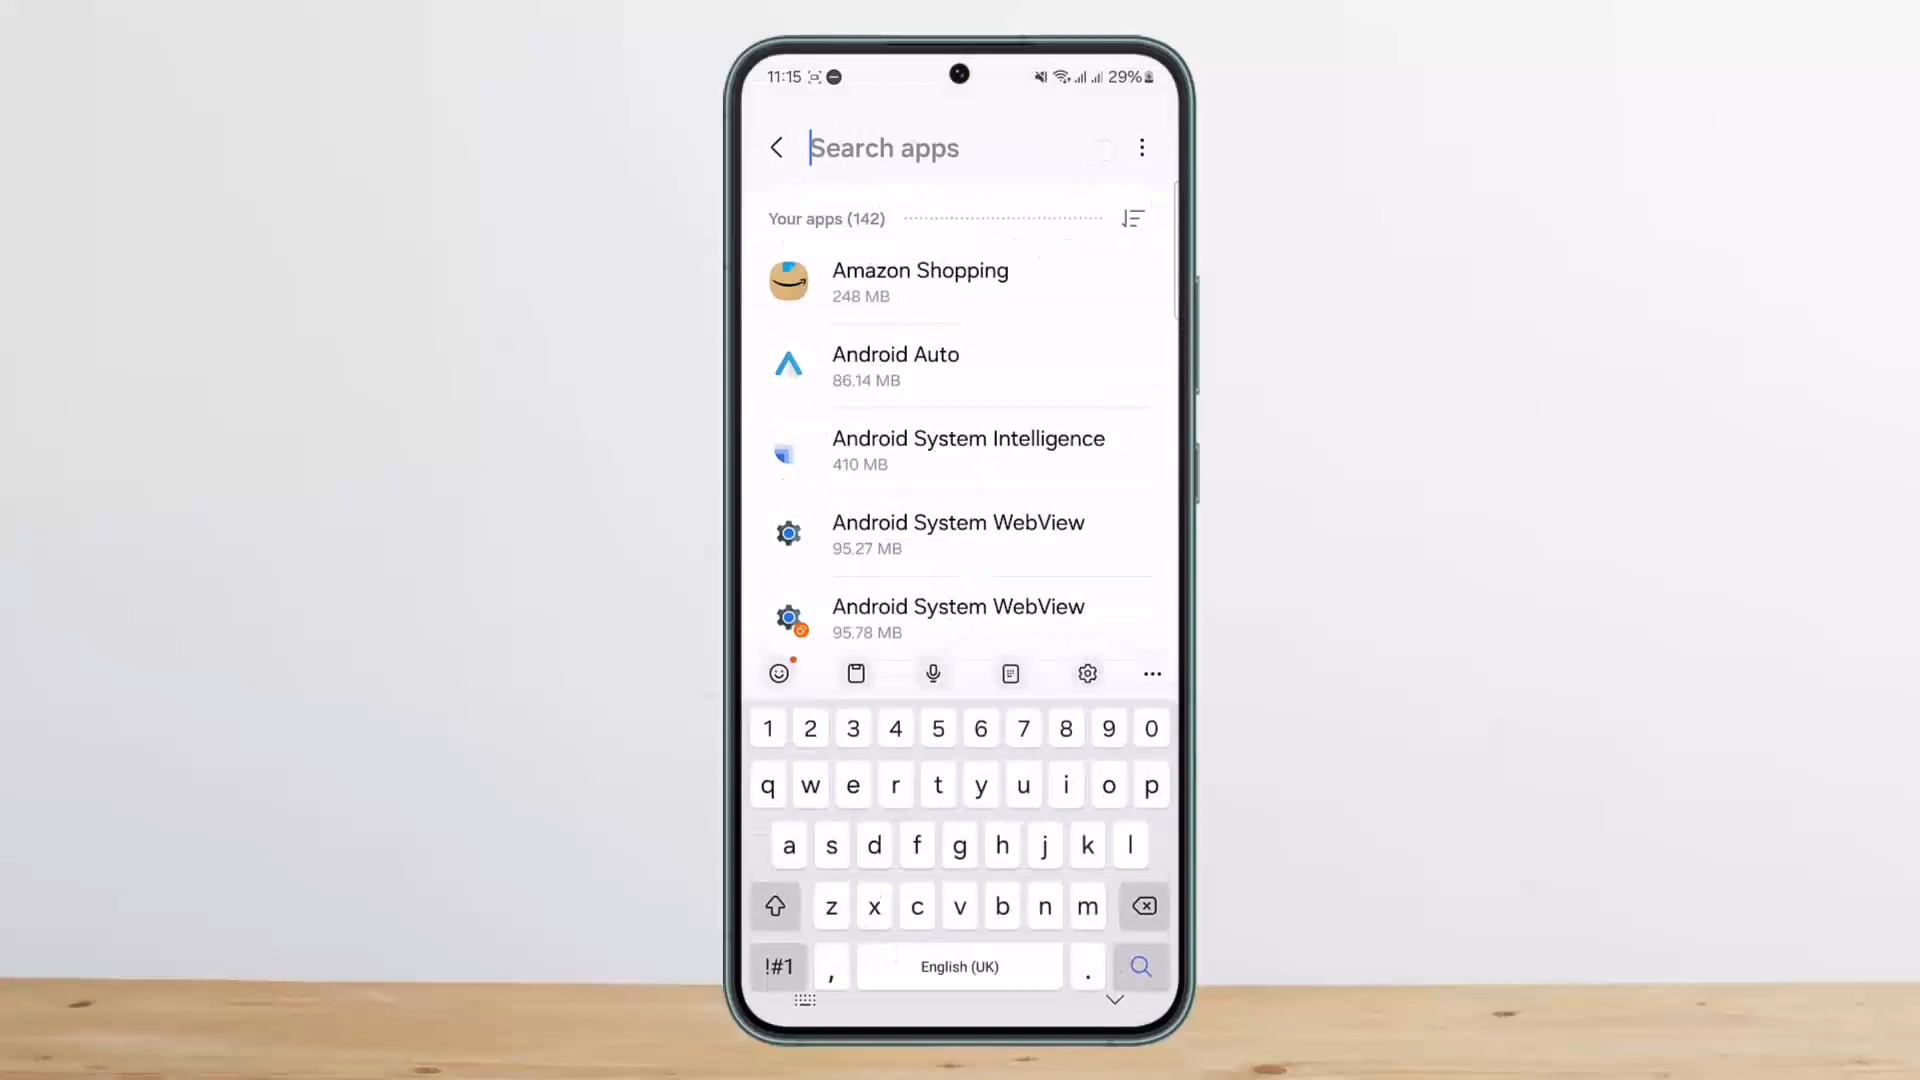 11:15 29%
Search apps
Your apps (142)
Amazon Shopping
248 MB
Android Auto
86.14 MB
Android System Intelligence
410 MB
Android System WebView
95.27 MB
Android System WebView
95.78 MB
1 2 3 4 5 6 7 8 9 0
q w e r t y u i o p
a s d f g h j k l
z x c v b n m
!#1 , English (UK) .